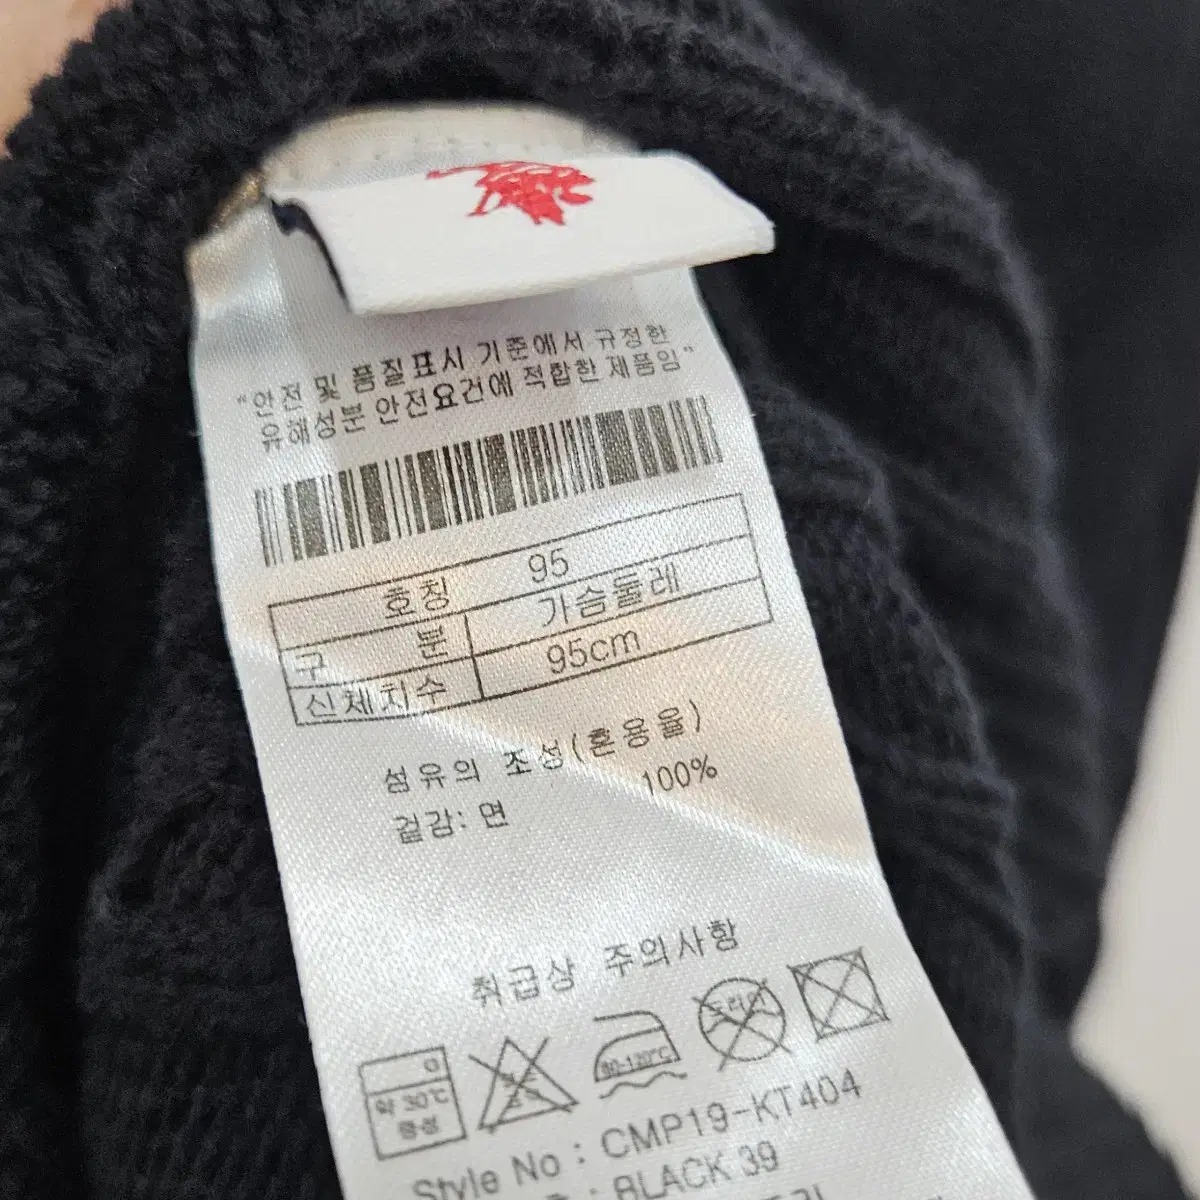 "안전 및 품질표시 기준에서 규정한
유해성분 안전요건에 적합한 제품임"
호칭 95
구 분 가슴둘레
신체치수 95cm
섬유의 조성(혼용율)
겉감: 면 100%
취급상 주의사항
약 30℃
중성
80-120℃
드라이
Style No : CMP19-KT404
: BLACK 39